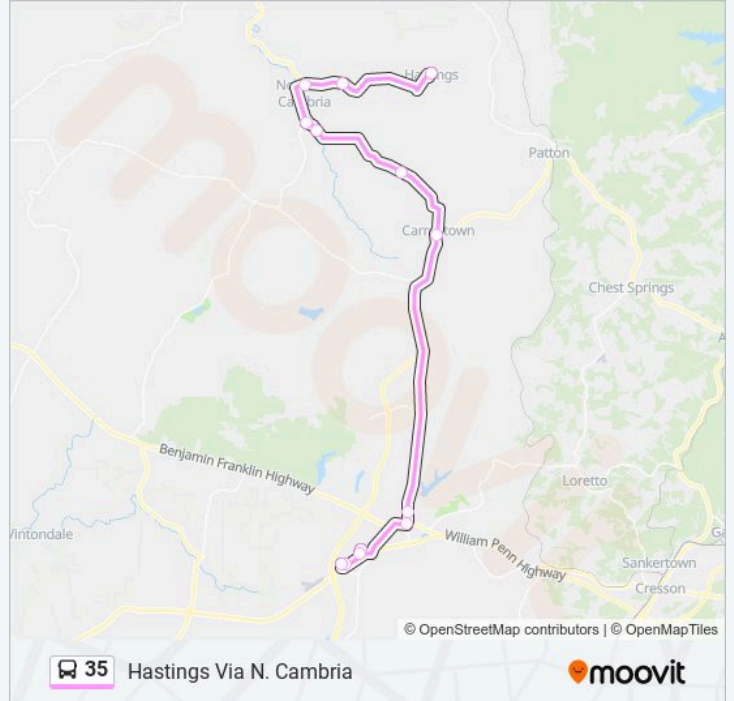 Hastings
Cambria
Patton
Carrolltown
Chest Springs
Benjamin Franklin Highway
Loretto
Vintondale
William Penn Highway
Sankertown
Cresson
© OpenStreetMap contributors | © OpenMapTiles
35 Hastings Via N. Cambria
moovit